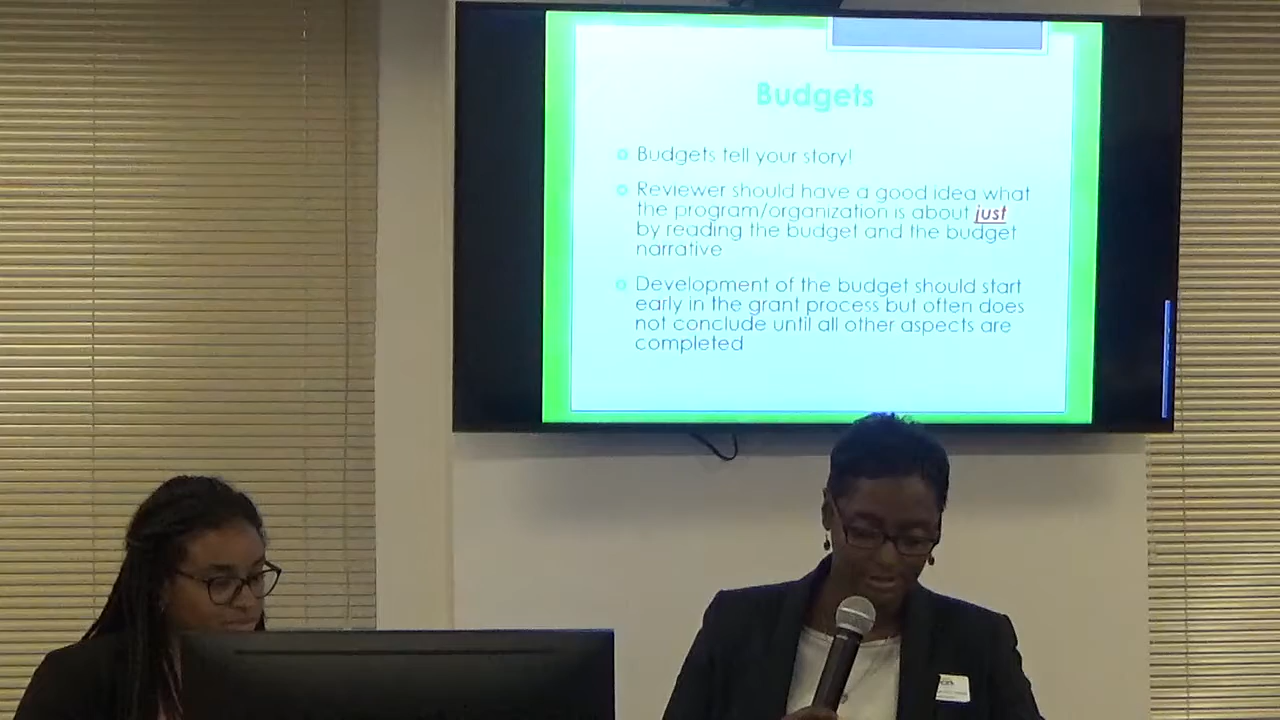 Budgets
Budgets tell your story!
Reviewer should have a good idea what
the program/organization is about just
by reading the budget and the budget
narrative
Development of the budget should start
early in the grant process but often does
not conclude until all other aspects are
completed